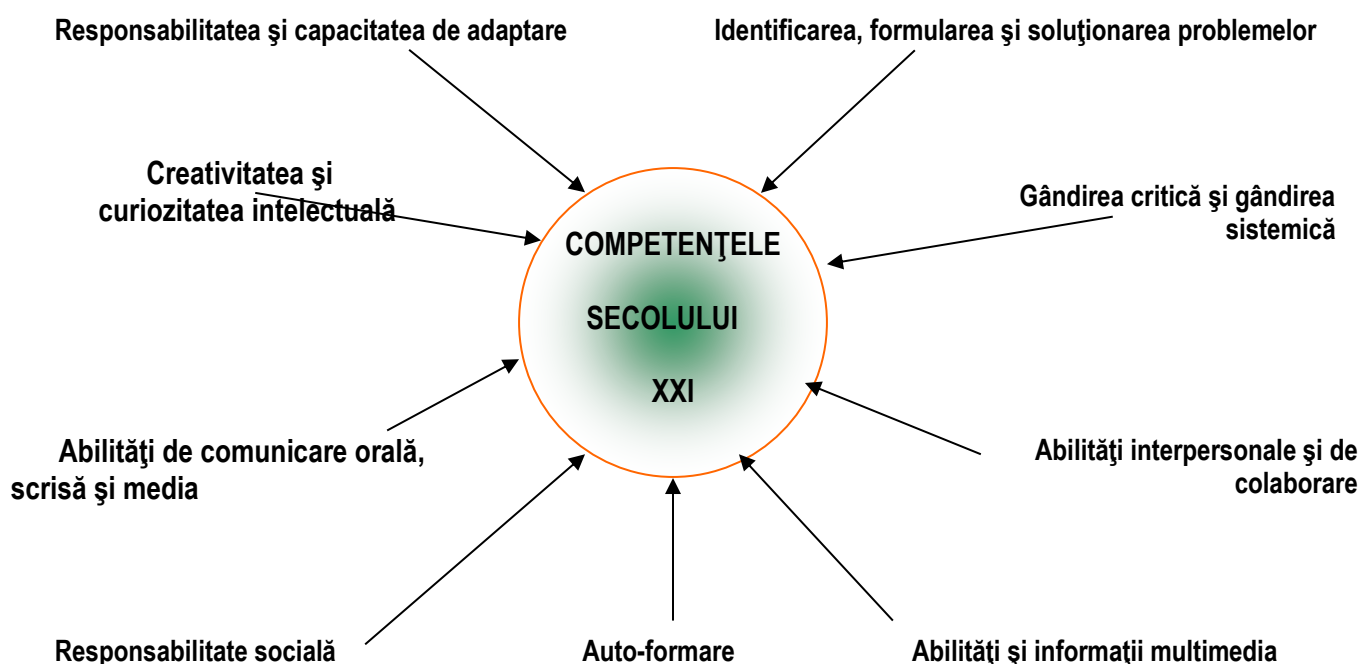 Responsabilitatea şi capacitatea de adaptare
Identificarea, formularea şi soluţionarea problemelor
Creativitatea şi
curiozitatea intelectuală
Gândirea critică şi gândirea
sistemică
COMPETENŢELE
SECOLULUI
XXI
Abilităţi de comunicare orală,
scrisă şi media
Abilităţi interpersonale şi de
colaborare
Responsabilitate socială
Auto-formare
Abilităţi şi informaţii multimedia